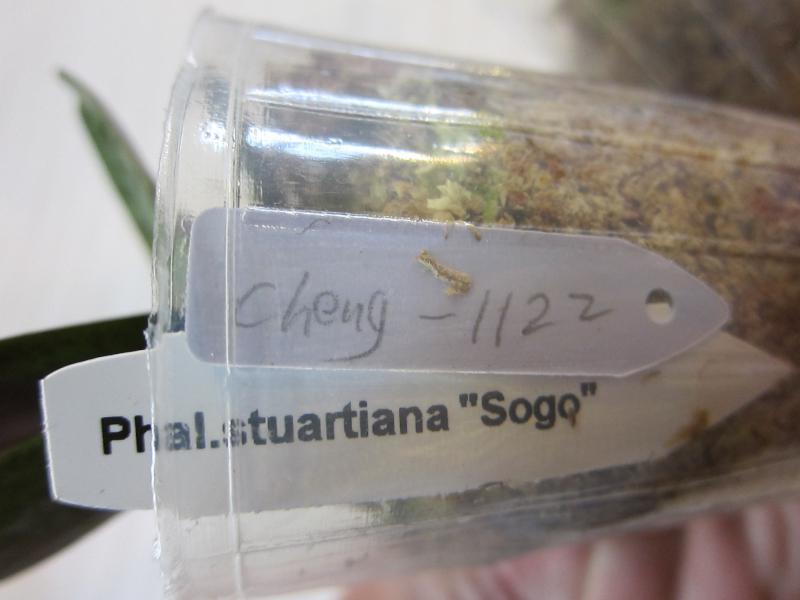 Cheng - 1122
Phal.stuartiana "Sogo"